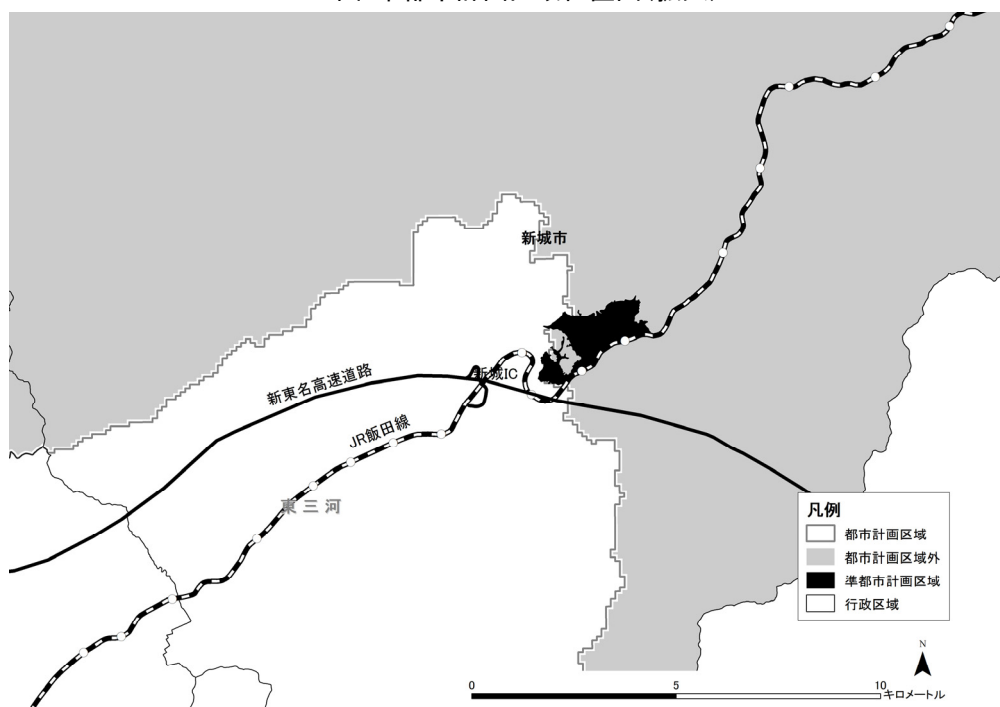 新城市
新城IC
新東名高速道路
JR飯田線
東三河
凡例
都市計画区域
都市計画区域外
準都市計画区域
行政区域
N
0 5 10
キロメートル